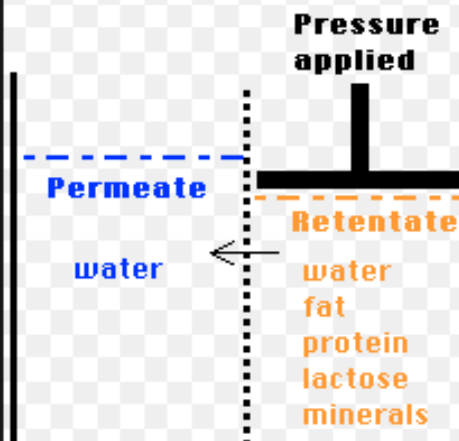 Pressure
applied
Permeate
Retentate
water
water
fat
protein
lactose
minerals